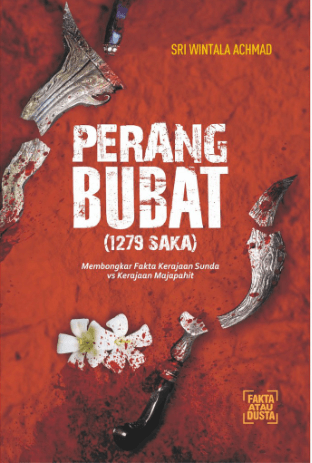 SRI WINTALA ACHMAD
PERANG
BUBAT
(1279 SAKA)
Membongkar Fakta Kerajaan Sunda
vs Kerajaan Majapahit
FAKTA
ATAU
DUSTA